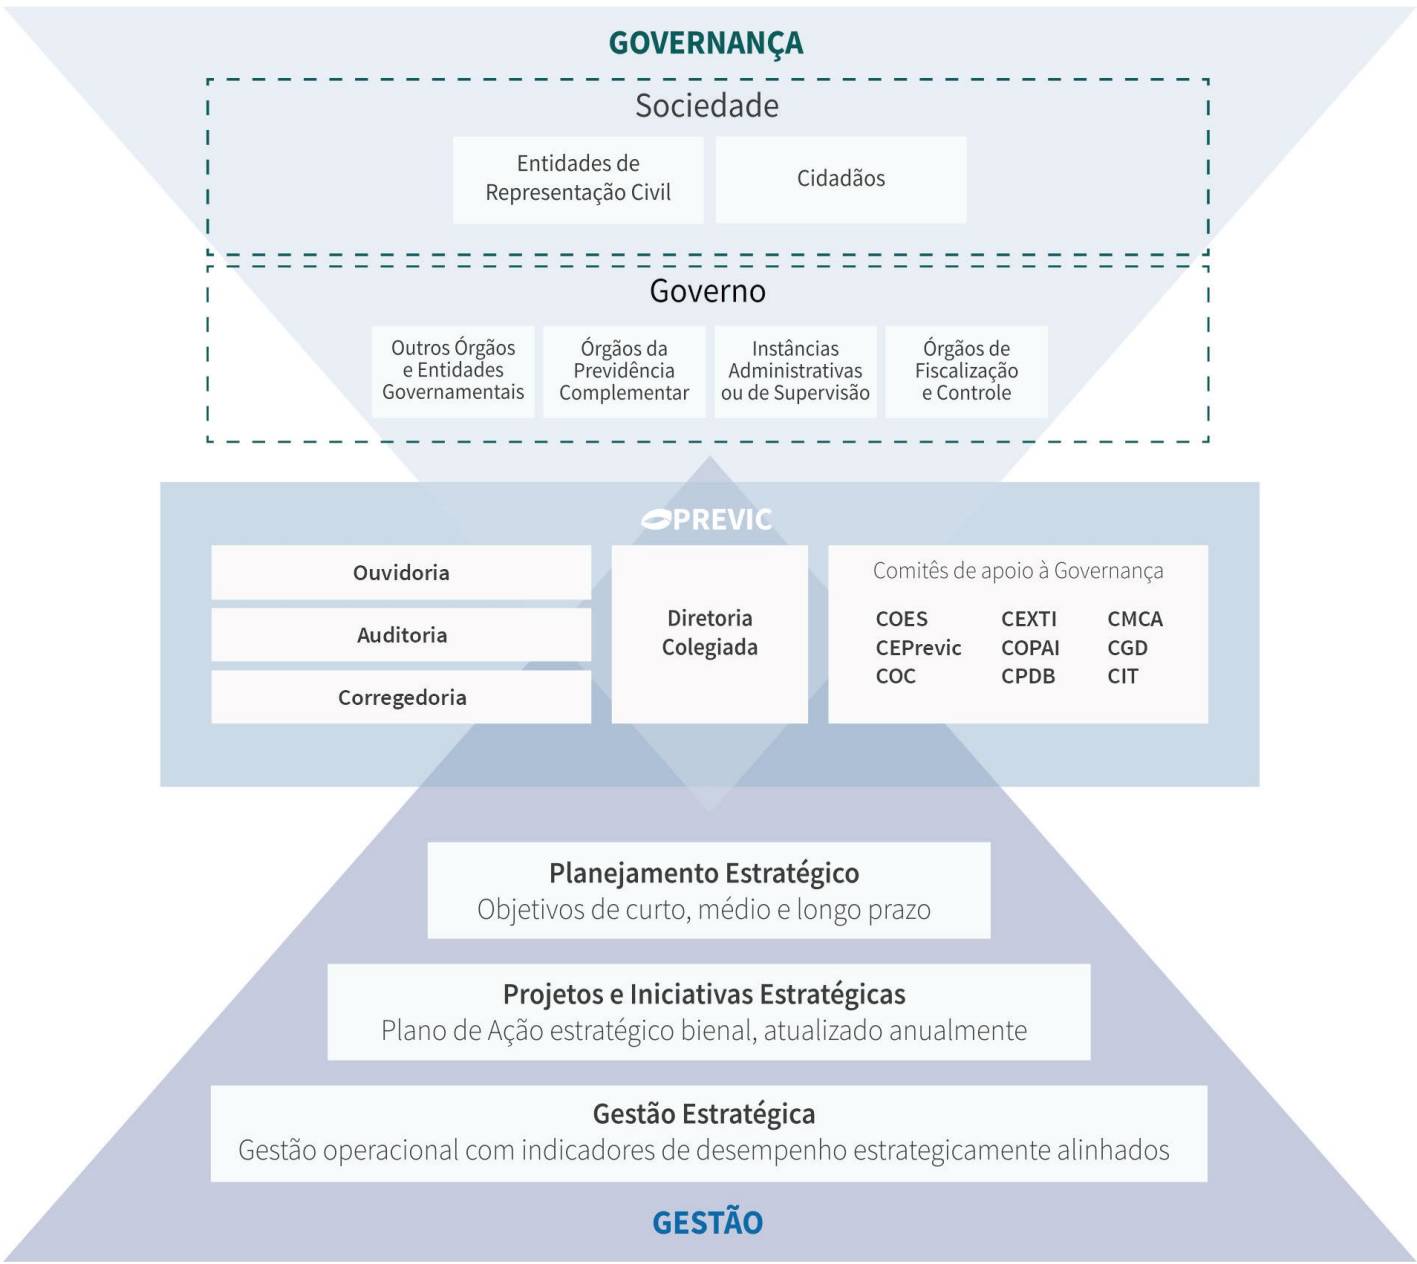 GOVERNANÇA
Sociedade
Entidades de
Representação Civil
Cidadãos
Governo
Outros Órgãos
e Entidades
Governamentais
Órgãos da
Previdência
Complementar
Instâncias
Administrativas
ou de Supervisão
Órgãos de
Fiscalização
e Controle
PREVIC
Ouvidoria
Auditoria
Corregedoria
Diretoria
Colegiada
Comitês de apoio à Governança
COES CEXTI CMCA
CEPrevic COPAI CGD
COC CPDB CIT
Planejamento Estratégico
Objetivos de curto, médio e longo prazo
Projetos e Iniciativas Estratégicas
Plano de Ação estratégico bienal, atualizado anualmente
Gestão Estratégica
Gestão operacional com indicadores de desempenho estrategicamente alinhados
GESTÃO